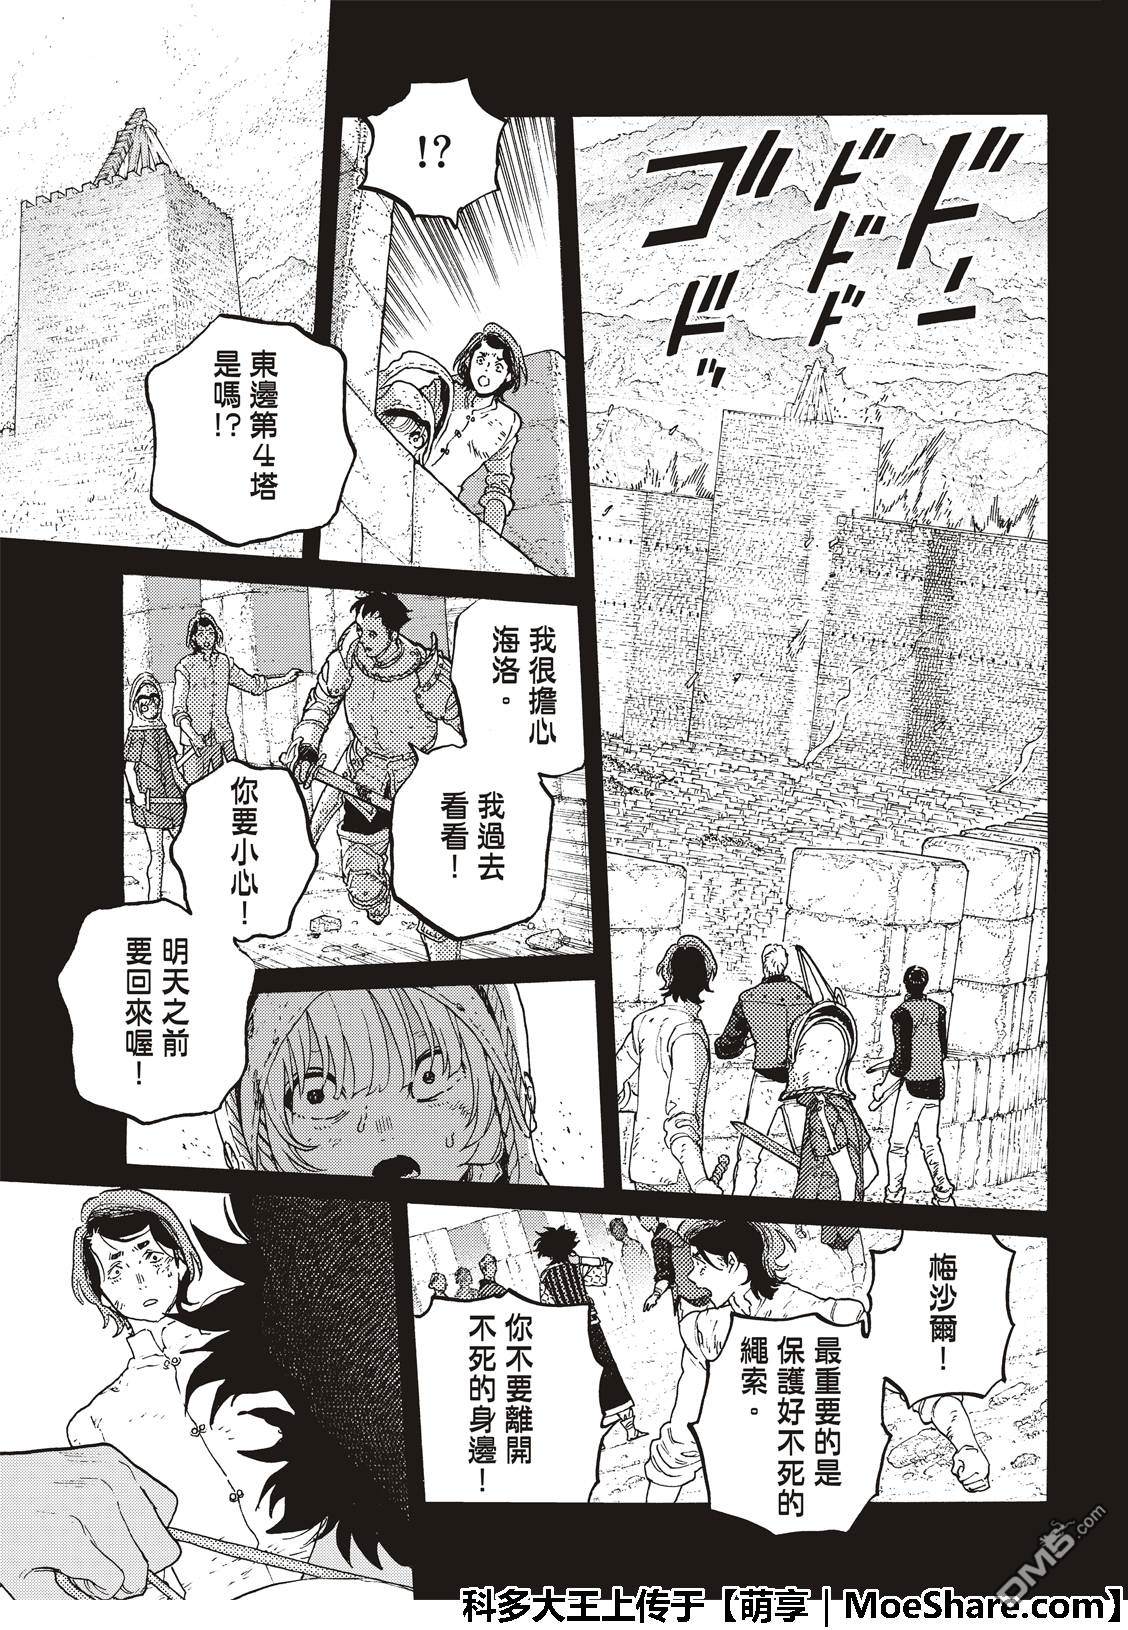 ゴドドッ
ドドド
ドドーン
!?
東邊第4塔
是嗎!?
我很擔心
海洛．
我過去
看看！
你要小心！
明天之前
要回來喔！
梅沙爾！
最重要的是
保護好不死的
繩索．
你不要離開
不死的身邊！
DM5.com
科多大王上传于【萌享｜MoeShare.com】